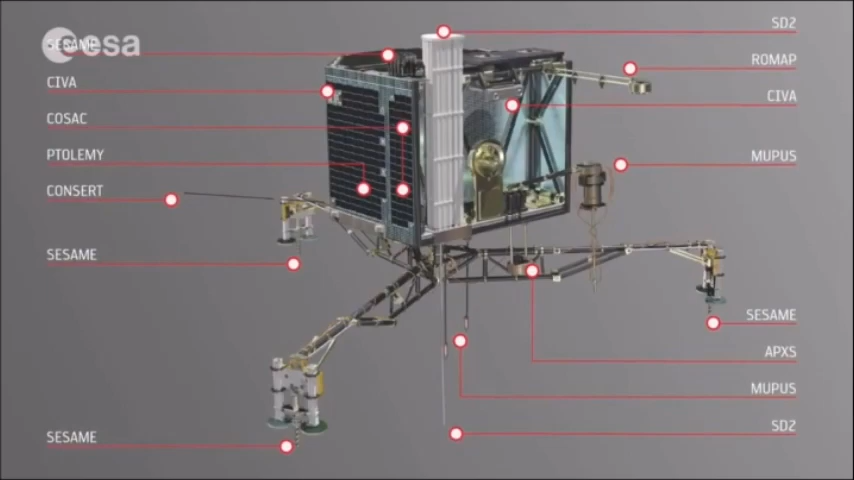 esa
SESAME
CIVA
COSAC
PTOLEMY
CONSERT
SESAME
SESAME
SD2
ROMAP
CIVA
MUPUS
SESAME
APXS
MUPUS
SD2